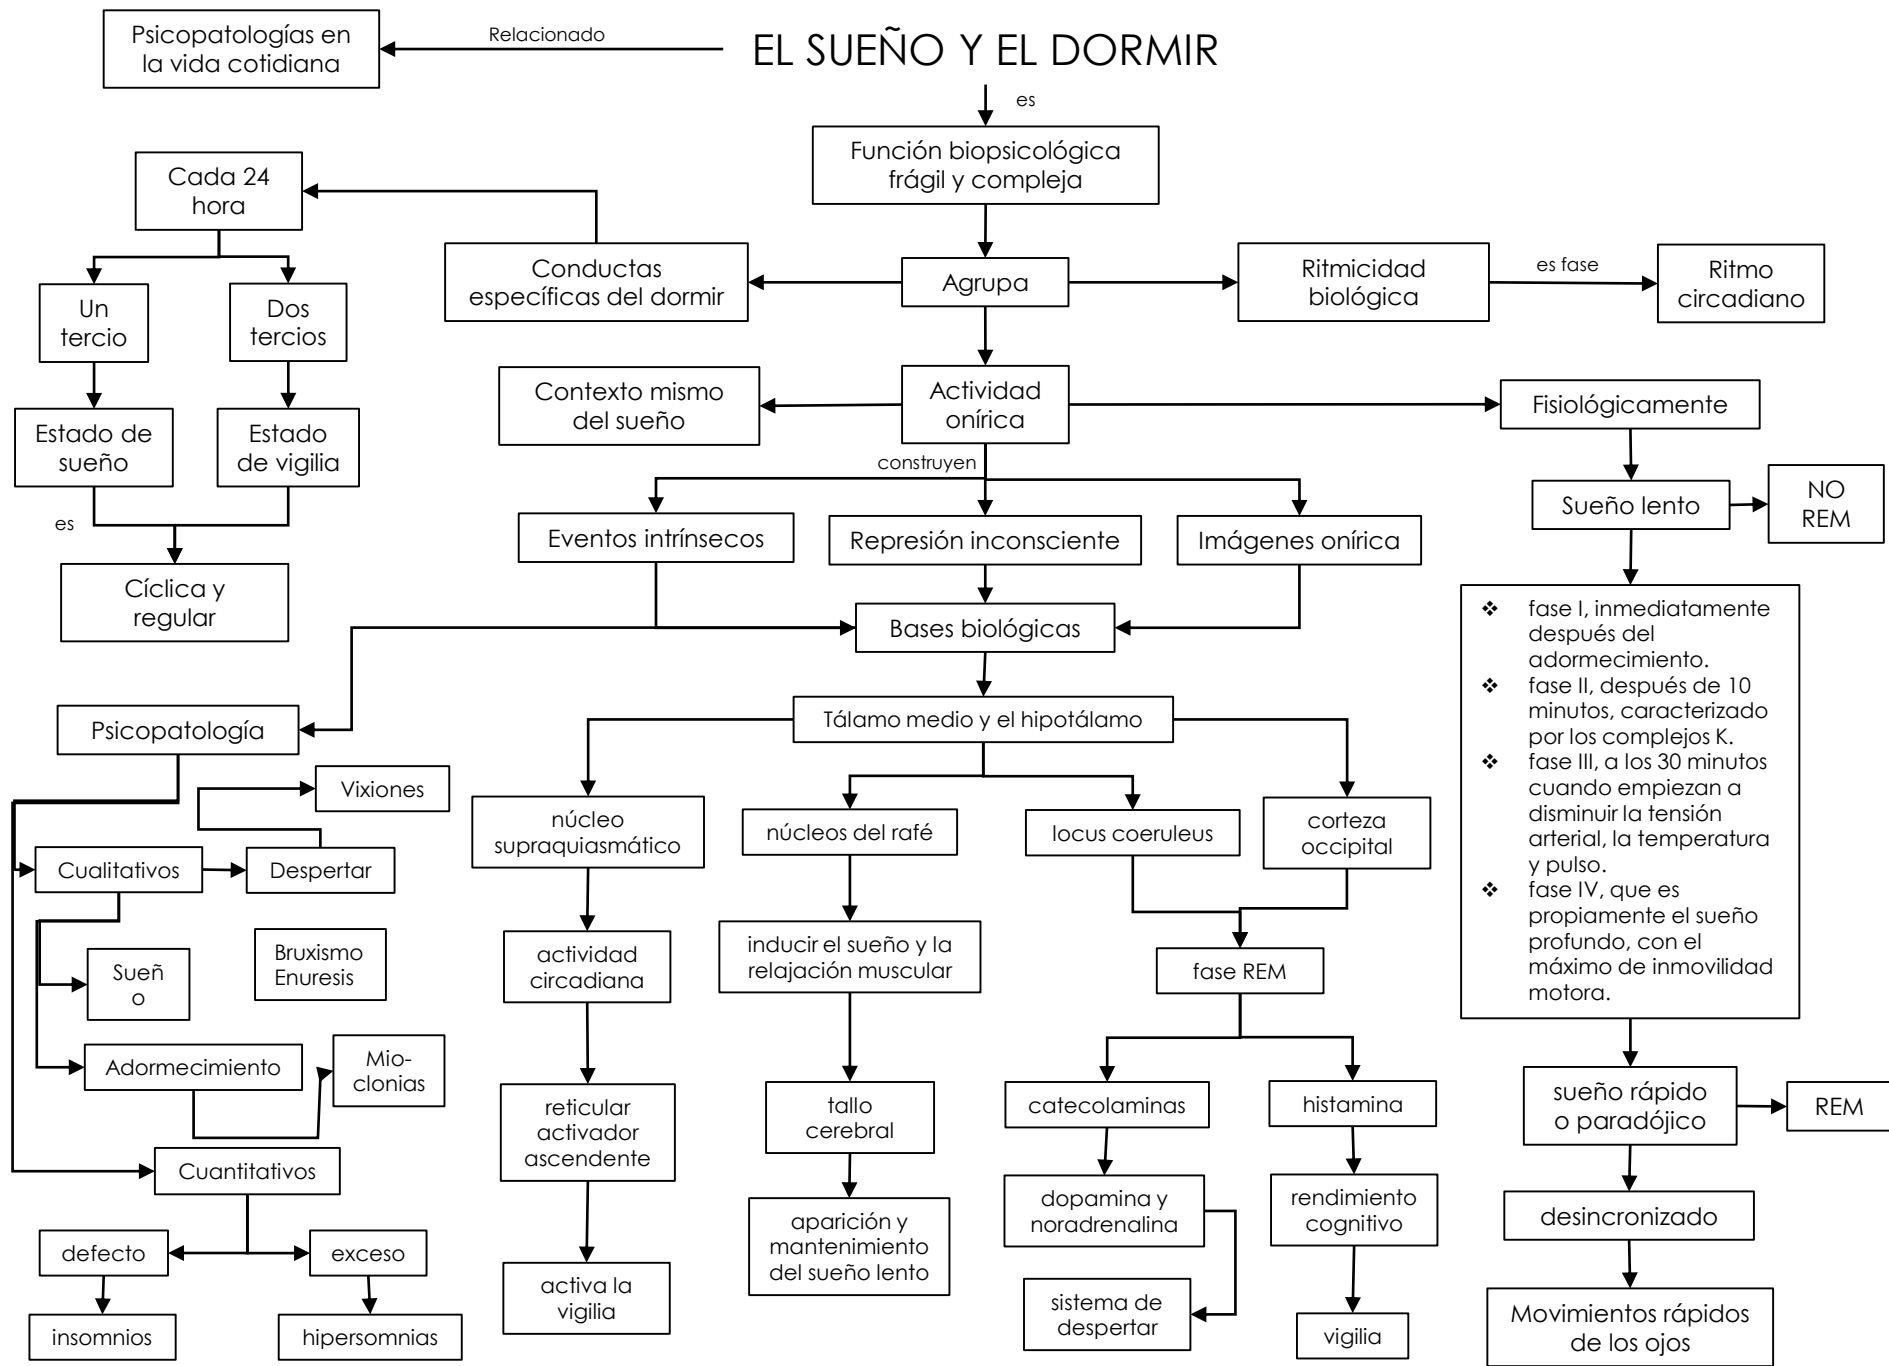 Psicopatologías en
la vida cotidiana
Relacionado
EL SUEÑO Y EL DORMIR
es
Función biopsicológica
frágil y compleja
Cada 24
hora
Conductas
específicas del dormir
Agrupa
Ritmicidad
biológica
es fase
Ritmo
circadiano
Un
tercio
Dos
tercios
Contexto mismo
del sueño
Actividad
onírica
Fisiológicamente
Estado de
sueño
Estado
de vigilia
construyen
Sueño lento
NO
REM
es
Eventos intrínsecos
Represión inconsciente
Imágenes onírica
Cíclica y
regular
Bases biológicas
❖ fase I, inmediatamente
después del
adormecimiento.
❖ fase II, después de 10
minutos, caracterizado
por los complejos K.
❖ fase III, a los 30 minutos
cuando empiezan a
disminuir la tensión
arterial, la temperatura
y pulso.
❖ fase IV, que es
propiamente el sueño
profundo, con el
máximo de inmovilidad
motora.
Psicopatología
Tálamo medio y el hipotálamo
Vixiones
núcleo
supraquiasmático
núcleos del rafé
locus coeruleus
corteza
occipital
Cualitativos
Despertar
Sueñ
o
Bruxismo
Enuresis
actividad
circadiana
inducir el sueño y la
relajación muscular
fase REM
Adormecimiento
Mio-
clonias
reticular
activador
ascendente
tallo
cerebral
catecolaminas
histamina
sueño rápido
o paradójico
REM
Cuantitativos
dopamina y
noradrenalina
rendimiento
cognitivo
desincronizado
defecto
exceso
activa la
vigilia
aparición y
mantenimiento
del sueño lento
sistema de
despertar
vigilia
Movimientos rápidos
de los ojos
insomnios
hipersomnias